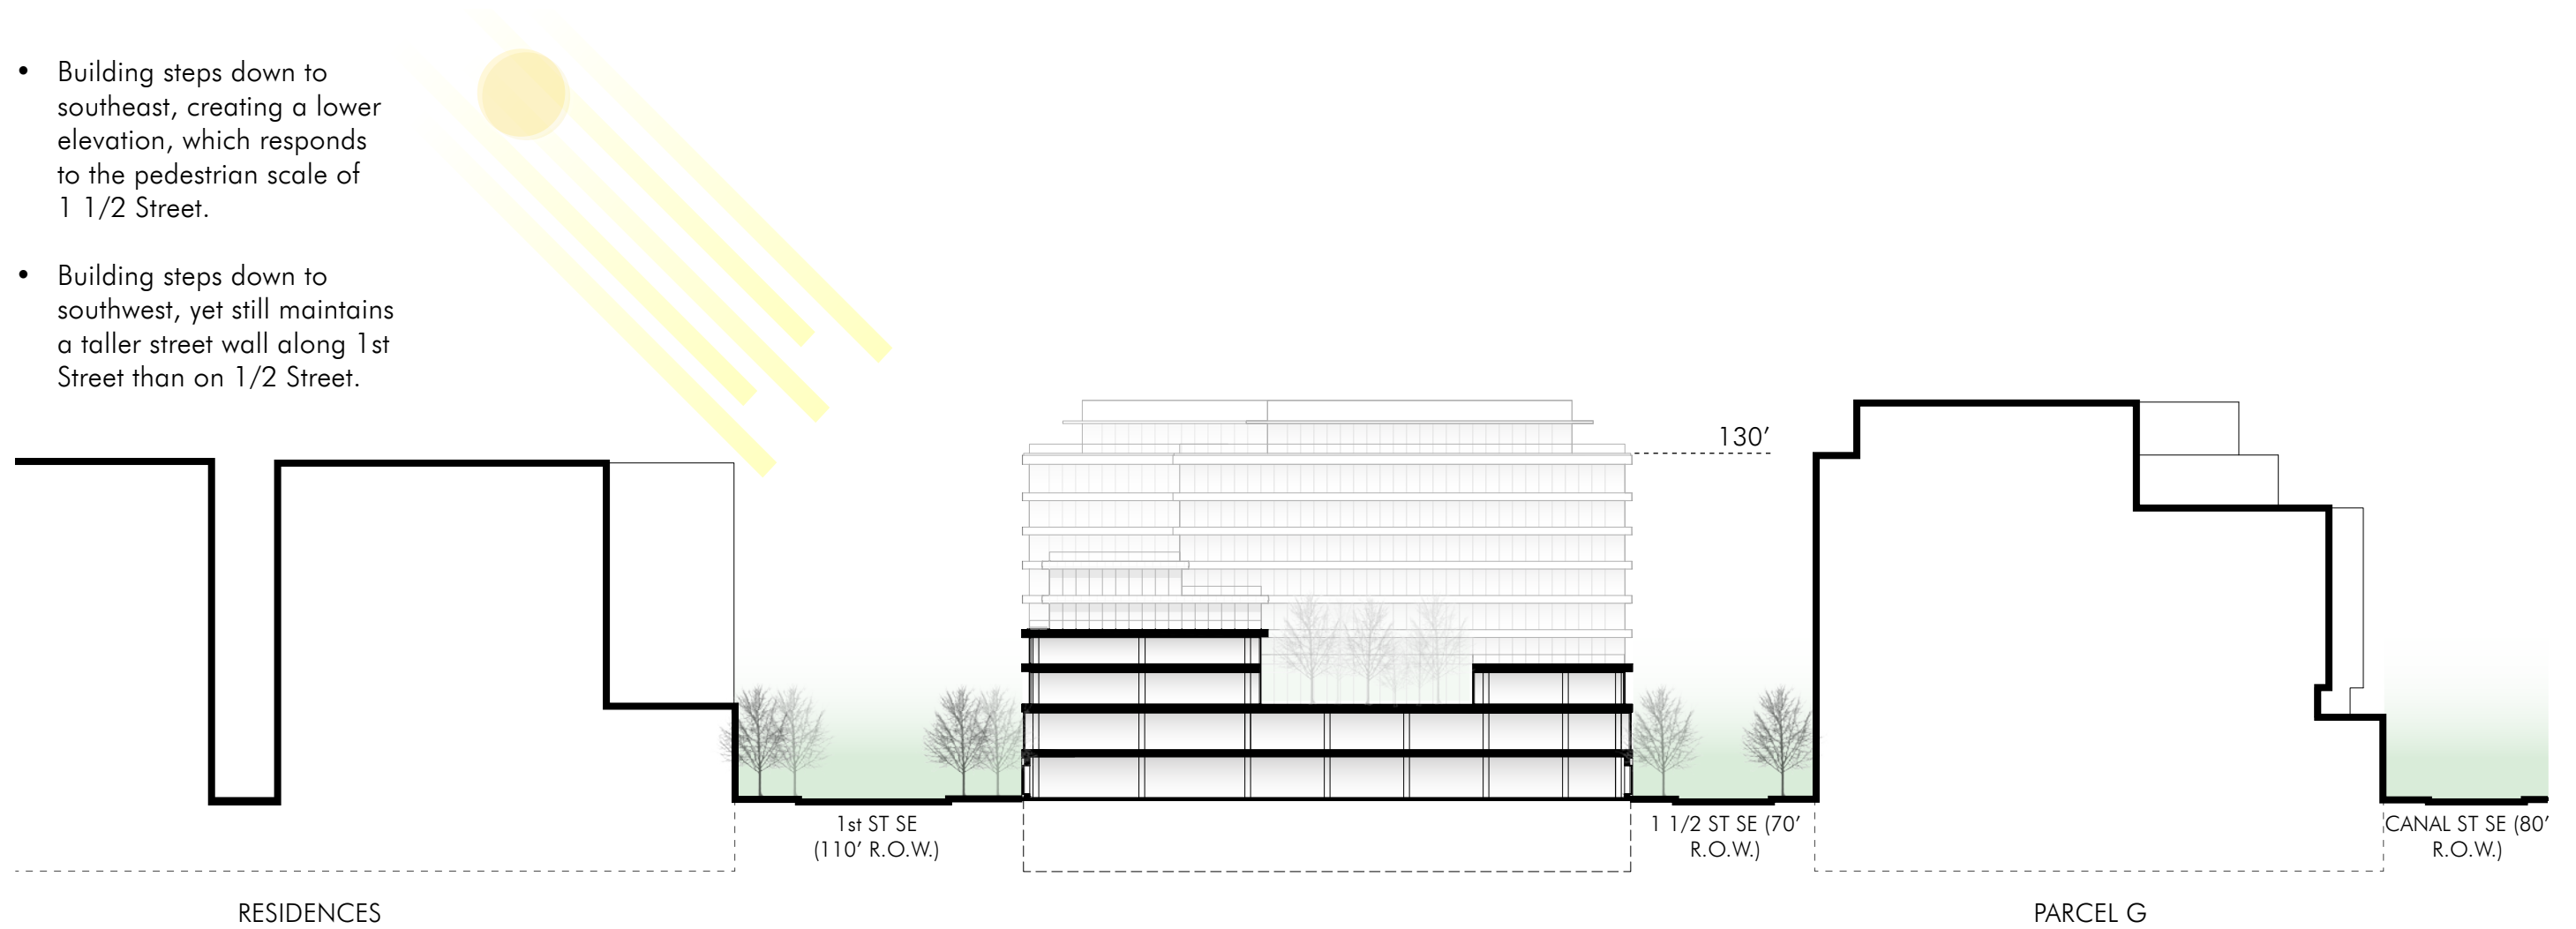 • Building steps down to
southeast, creating a lower
elevation, which responds
to the pedestrian scale of
1 1/2 Street.
• Building steps down to
southwest, yet still maintains
a taller street wall along 1st
Street than on 1/2 Street.
130′
1st ST SE
(110′ R.O.W.)
1 1/2 ST SE (70′
R.O.W.)
CANAL ST SE (80′
R.O.W.)
RESIDENCES
PARCEL G